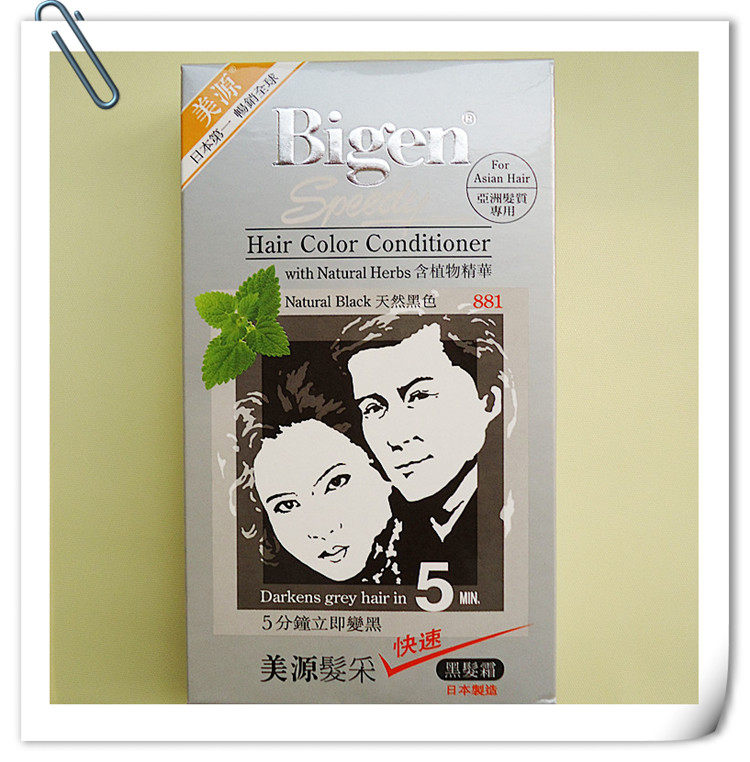 美源®
日本第一 暢銷全球
Bigen®
Speedy
For
Asian Hair
亞洲髮質
專用
Hair Color Conditioner
with Natural Herbs 含植物精華
Natural Black 天然黑色 881
Darkens grey hair in 5 MIN.
5分鐘立即變黑
美源髮采 快速
黑髮霜
日本製造